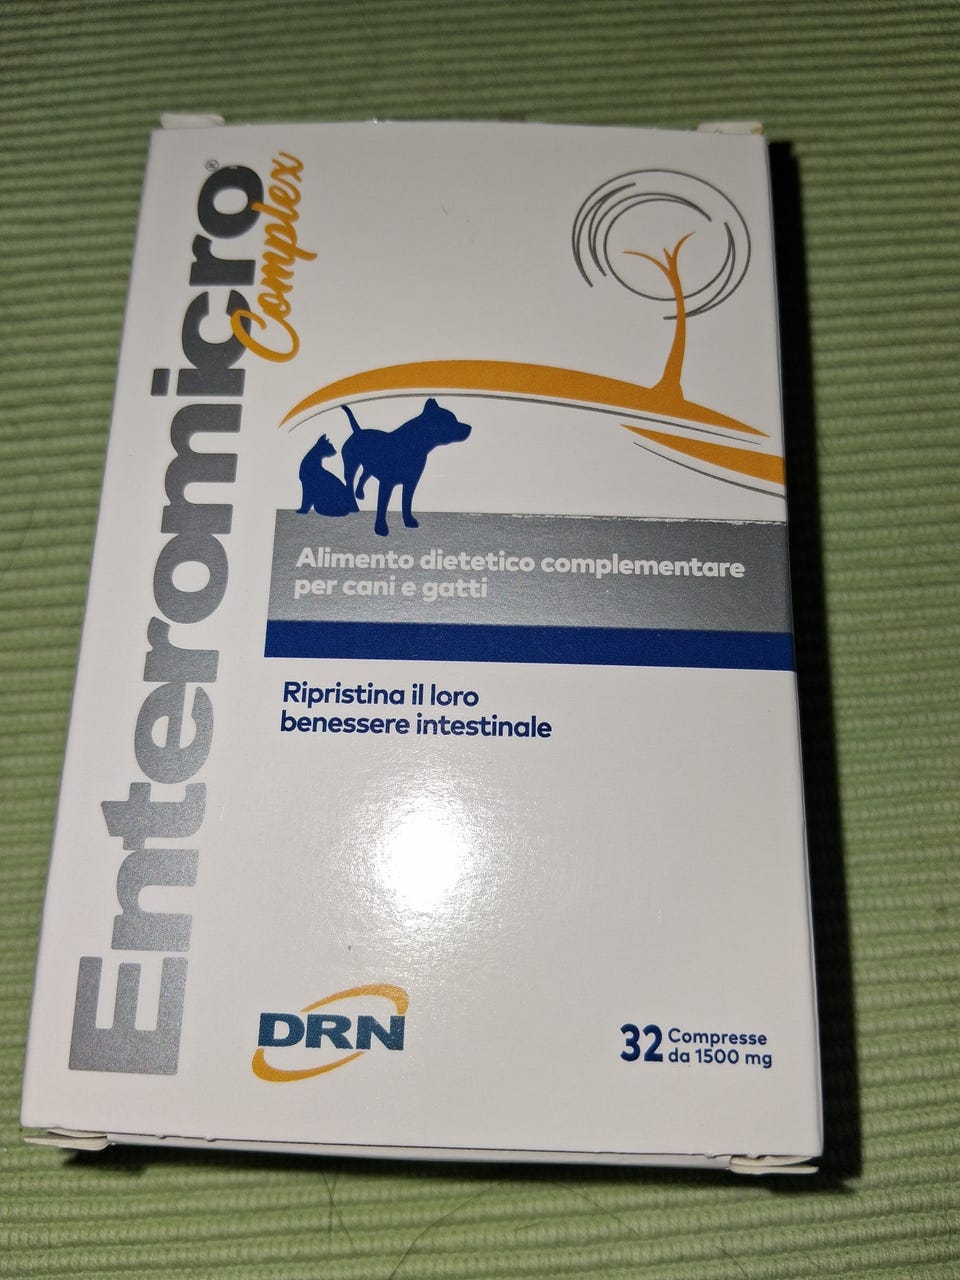 Enteromicro®
Complex
Alimento dietetico complementare
per cani e gatti
Ripristina il loro
benessere intestinale
DRN
32 Compresse
da 1500 mg